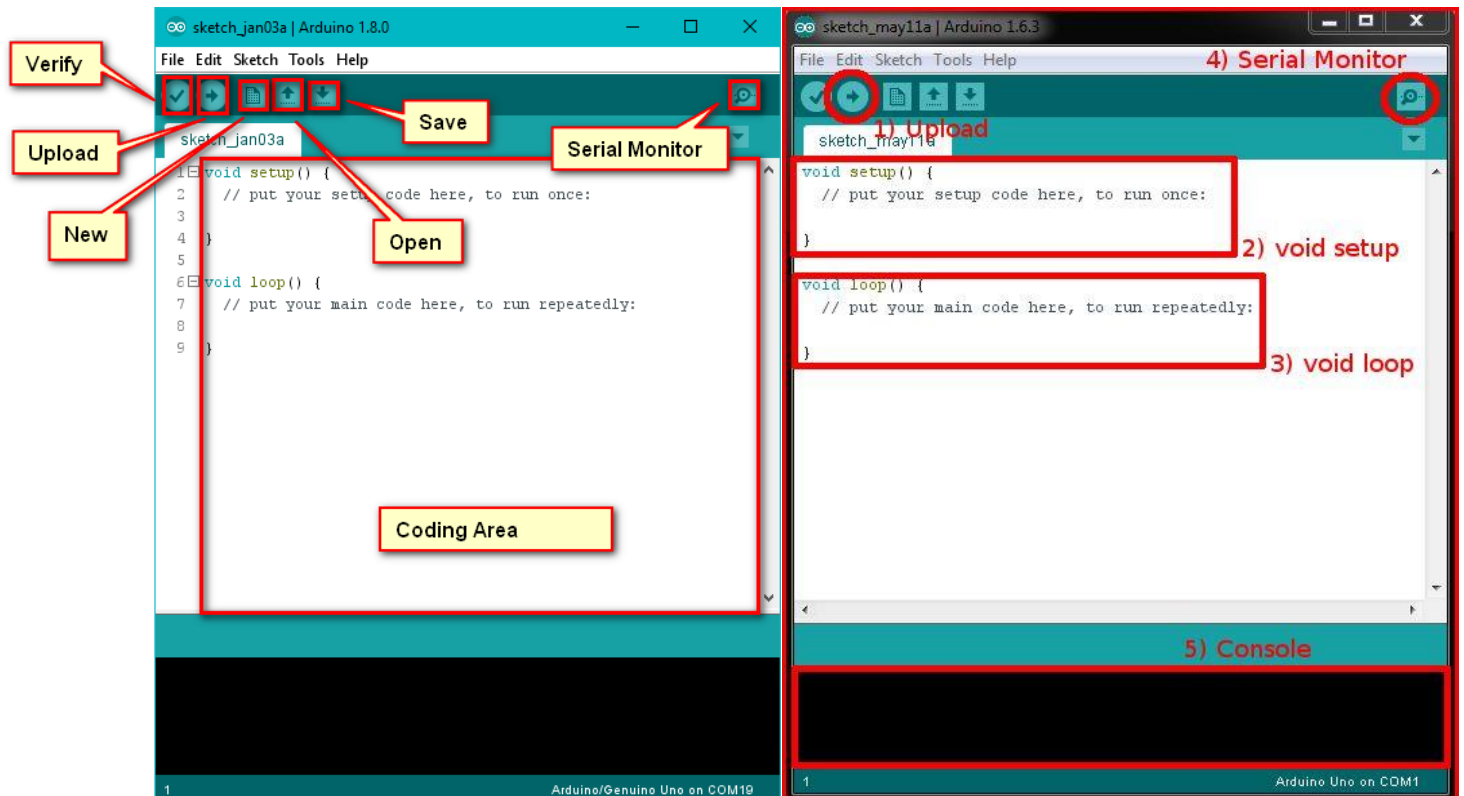 sketch_jan03a | Arduino 1.8.0
File Edit Sketch Tools Help
Verify
Upload
New
Open
Save
Serial Monitor
sketch_jan03a
1 void setup() {
2 // put your setup code here, to run once:
3
4 }
5
6 void loop() {
7 // put your main code here, to run repeatedly:
8
9 }
Coding Area
1
Arduino/Genuino Uno on COM19
sketch_may11a | Arduino 1.6.3
File Edit Sketch Tools Help
4) Serial Monitor
1) Upload
sketch_may11a
void setup() {
// put your setup code here, to run once:
}
2) void setup
void loop() {
// put your main code here, to run repeatedly:
}
3) void loop
5) Console
1
Arduino Uno on COM1